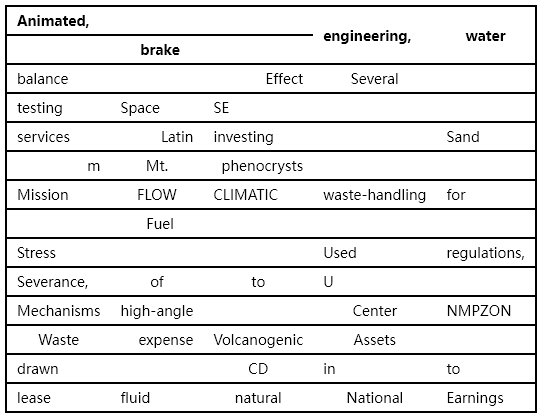 Animated, engineering, water
brake
balance Effect Several
testing Space SE
services Latin investing Sand
m Mt. phenocrysts
Mission FLOW CLIMATIC waste-handling for
Fuel
Stress Used regulations,
Severance, of to U
Mechanisms high-angle Center NMPZON
Waste expense Volcanogenic Assets
drawn CD in to
lease fluid natural National Earnings